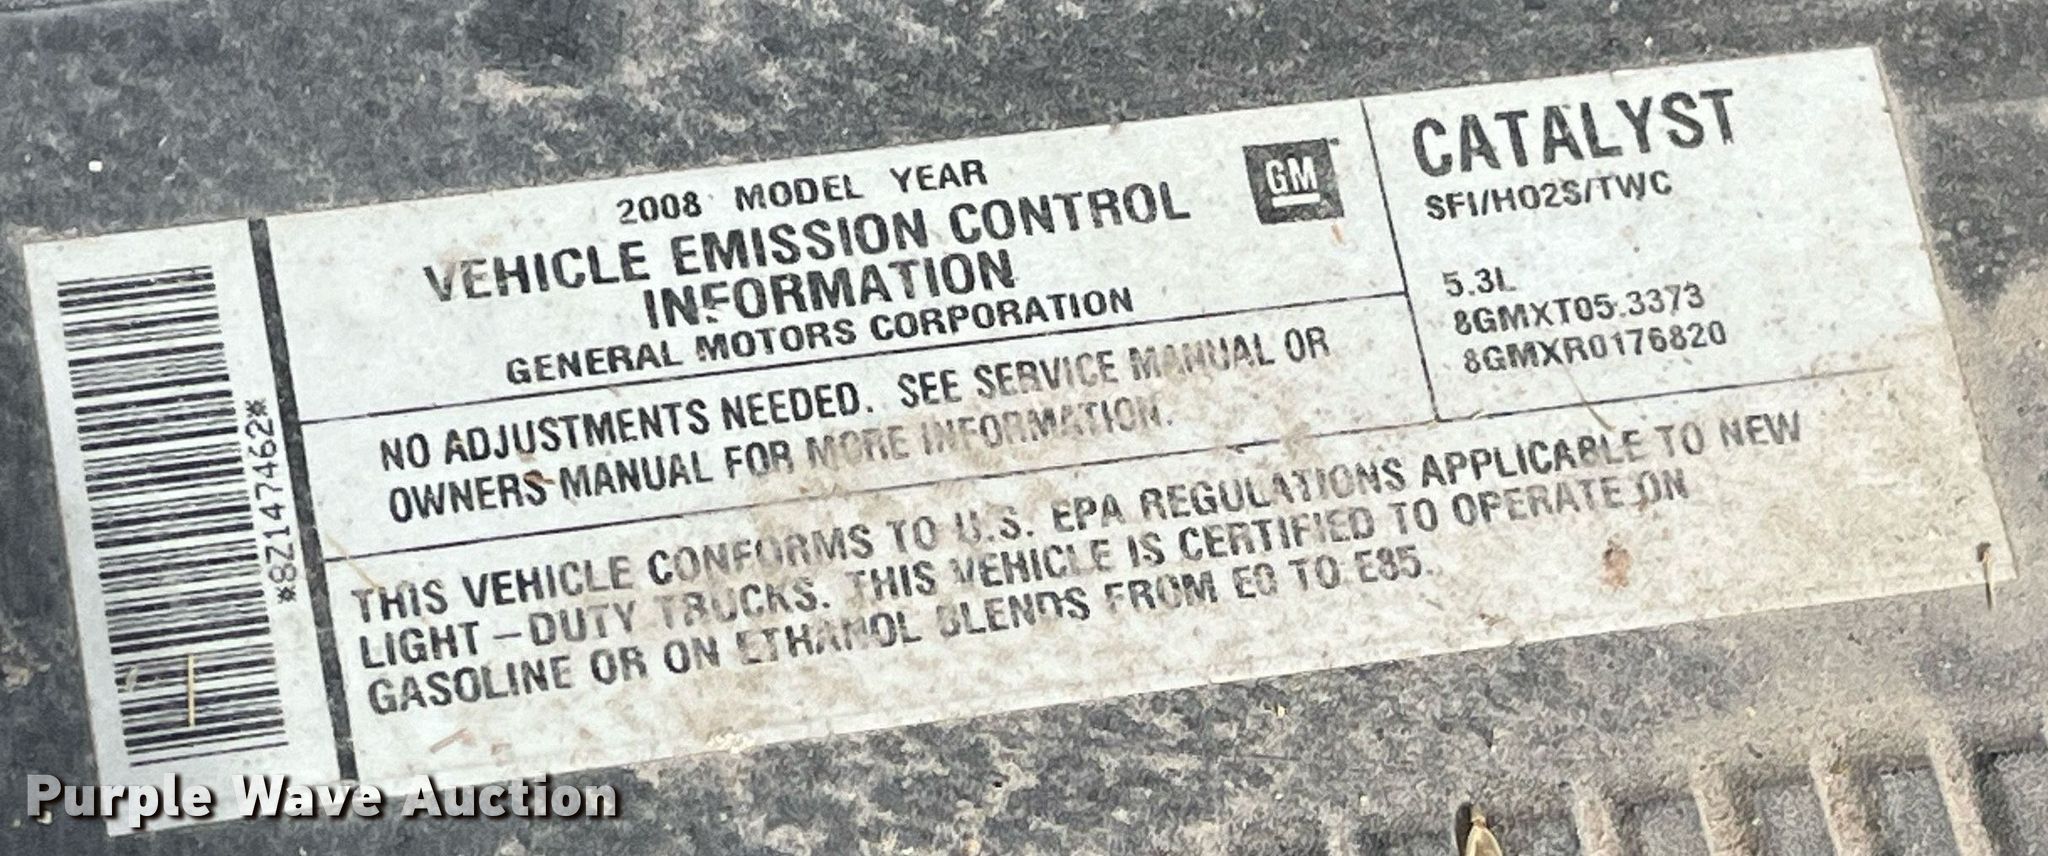 2008 MODEL YEAR
VEHICLE EMISSION CONTROL
INFORMATION
GENERAL MOTORS CORPORATION
GM
CATALYST
SFI/HO2S/TWC
5.3L
8GMXT05.3373
8GMXR0176820
NO ADJUSTMENTS NEEDED. SEE SERVICE MANUAL OR
OWNERS MANUAL FOR MORE INFORMATION.
THIS VEHICLE CONFORMS TO U.S. EPA REGULATIONS APPLICABLE TO NEW
LIGHT-DUTY TRUCKS. THIS VEHICLE IS CERTIFIED TO OPERATE ON
GASOLINE OR ON ETHANOL BLENDS FROM E0 TO E85.
*8Z147462*
Purple Wave Auction